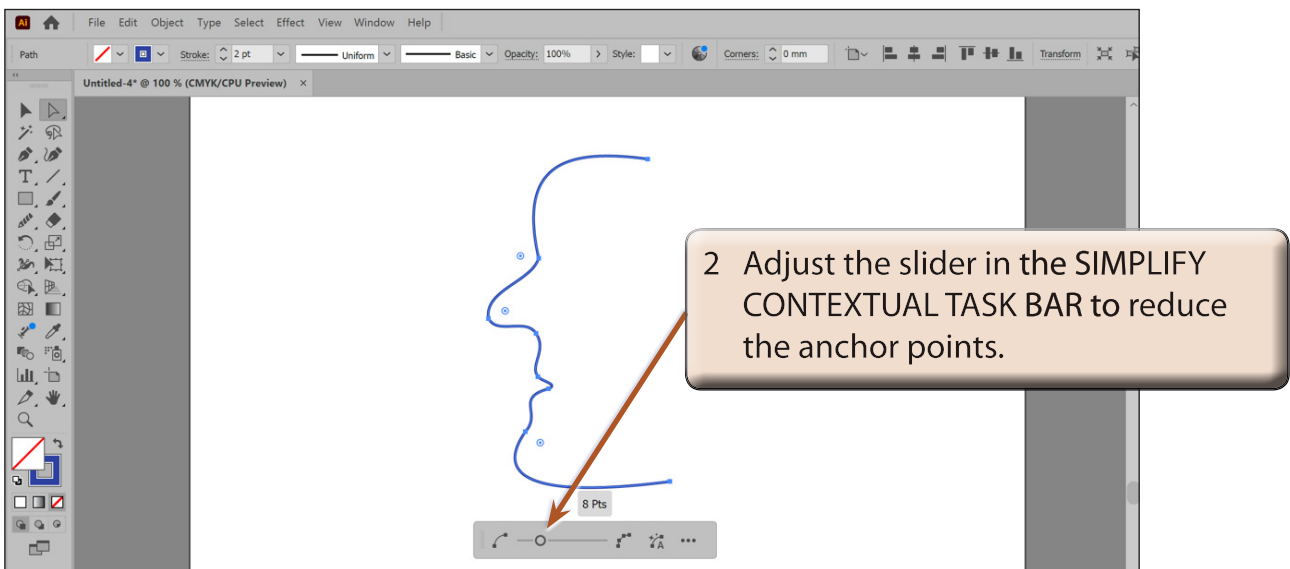 Ai File Edit Object Type Select Effect View Window Help
Path Stroke: 2 pt Uniform Basic Opacity: 100% Style: Corners: 0 mm Transform
Untitled-4* @ 100 % (CMYK/CPU Preview) ×
2 Adjust the slider in the SIMPLIFY
CONTEXTUAL TASK BAR to reduce
the anchor points.
8 Pts